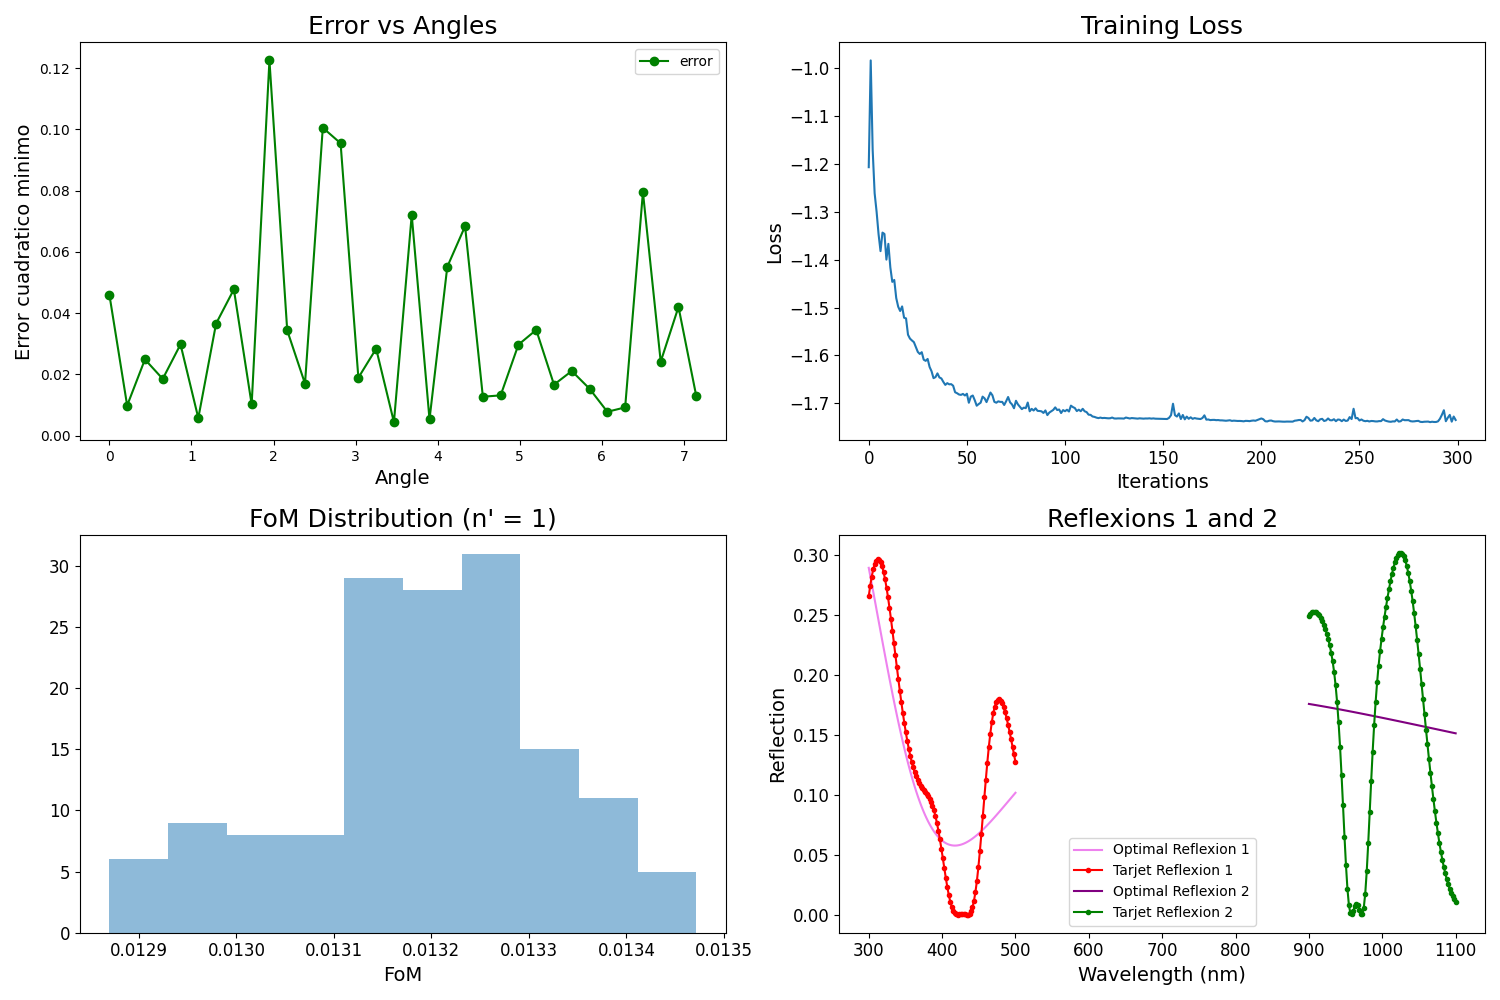 Error vs Angles
Error cuadratico minimo
0.12
0.10
0.08
0.06
0.04
0.02
0.00
error
0 1 2 3 4 5 6 7
Angle
Training Loss
Loss
−1.0
−1.1
−1.2
−1.3
−1.4
−1.5
−1.6
−1.7
0 50 100 150 200 250 300
Iterations
FoM Distribution (n' = 1)
30
25
20
15
10
5
0
0.0129 0.0130 0.0131 0.0132 0.0133 0.0134 0.0135
FoM
Reflexions 1 and 2
Reflection
0.30
0.25
0.20
0.15
0.10
0.05
0.00
Optimal Reflexion 1
Tarjet Reflexion 1
Optimal Reflexion 2
Tarjet Reflexion 2
300 400 500 600 700 800 900 1000 1100
Wavelength (nm)